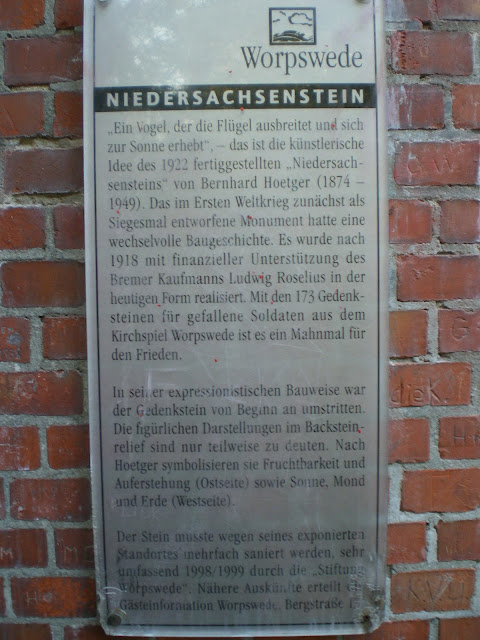 Worpswede
NIEDERSACHSENSTEIN
„Ein Vogel, der die Flügel ausbreitet und sich
zur Sonne erhebt“, – das ist die künstlerische
Idee des 1922 fertiggestellten „Niedersach-
sensteins“ von Bernhard Hoetger (1874 –
1949). Das im Ersten Weltkrieg zunächst als
Siegesmal entworfene Monument hatte eine
wechselvolle Baugeschichte. Es wurde nach
1918 mit finanzieller Unterstützung des
Bremer Kaufmanns Ludwig Roselius in der
heutigen Form realisiert. Mit den 173 Gedenk-
steinen für gefallene Soldaten aus dem
Kirchspiel Worpswede ist es ein Mahnmal für
den Frieden.
In seiner expressionistischen Bauweise war
der Gedenkstein von Beginn an umstritten.
Die figürlichen Darstellungen im Backstein-
relief sind nur teilweise zu deuten. Nach
Hoetger symbolisieren sie Fruchtbarkeit und
Auferstehung (Ostseite) sowie Sonne, Mond
und Erde (Westseite).
Der Stein musste wegen seines exponierten
Standortes mehrfach saniert werden, sehr
umfassend 1998/1999 durch die „Stiftung
Worpswede“. Nähere Auskünfte erteilt die
Gästeinformation Worpswede, Bergstraße